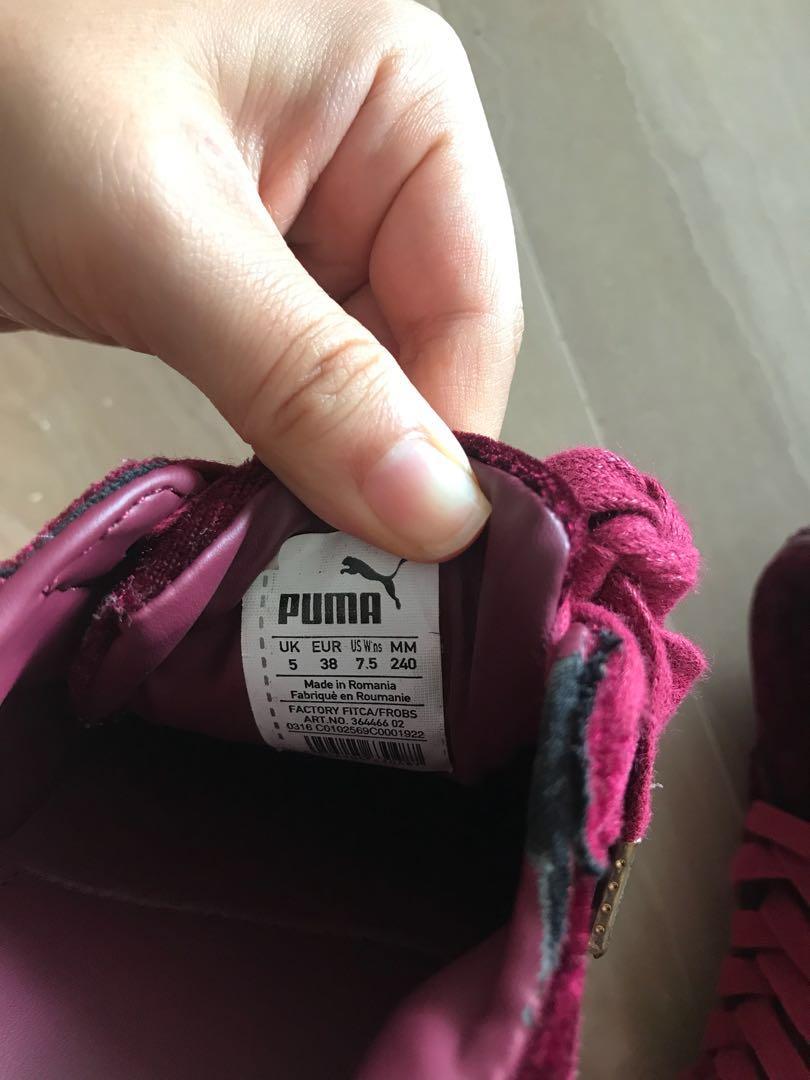 PUMA
UK EUR US W'ns MM
5 38 7.5 240
Made in Romania
Fabriqué en Roumanie
FACTORY FITCA/FROBS
ART.NO. 364466 02
0316 C0102569C0001922